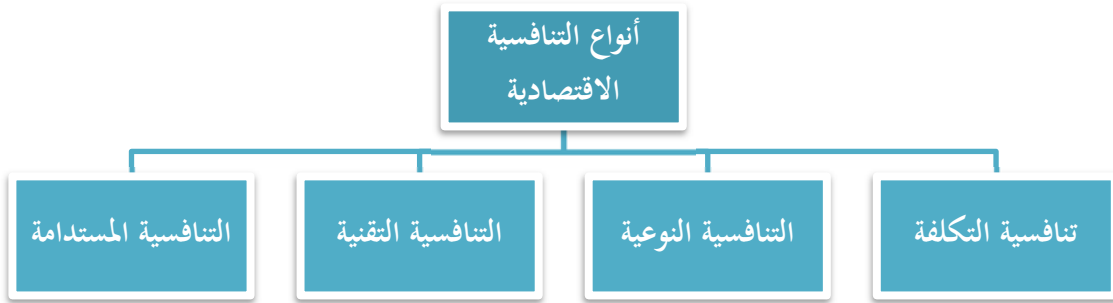 أنواع التنافسية
الاقتصادية
تنافسية التكلفة
التنافسية النوعية
التنافسية التقنية
التنافسية المستدامة